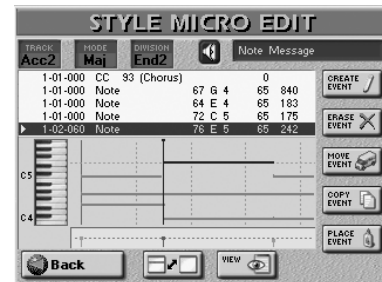 STYLE MICRO EDIT
TRACK MODE DIVISION
Acc2 Maj End2 Note Message
1-01-000 CC 93 (Chorus) 0
1-01-000 Note 67 G 4 65 840
1-01-000 Note 64 E 4 65 183
1-01-000 Note 72 C 5 65 175
1-02-060 Note 76 E 5 65 242
CREATE EVENT
ERASE EVENT
MOVE EVENT
COPY EVENT
PLACE EVENT
C5
C4
Back VIEW